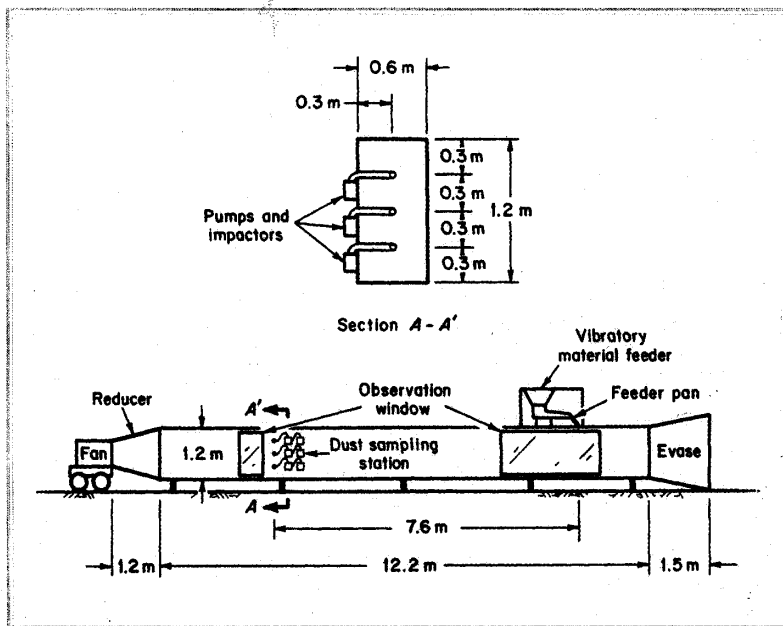 0.6 m
0.3 m
0.3 m
0.3 m
1.2 m
0.3 m
0.3 m
Pumps and
impactors
Section A-A'
Vibratory
material feeder
Feeder pan
Observation
window
A'
Reducer
Fan
1.2 m
Dust sampling
station
Evase
A
7.6 m
1.2 m
12.2 m
1.5 m